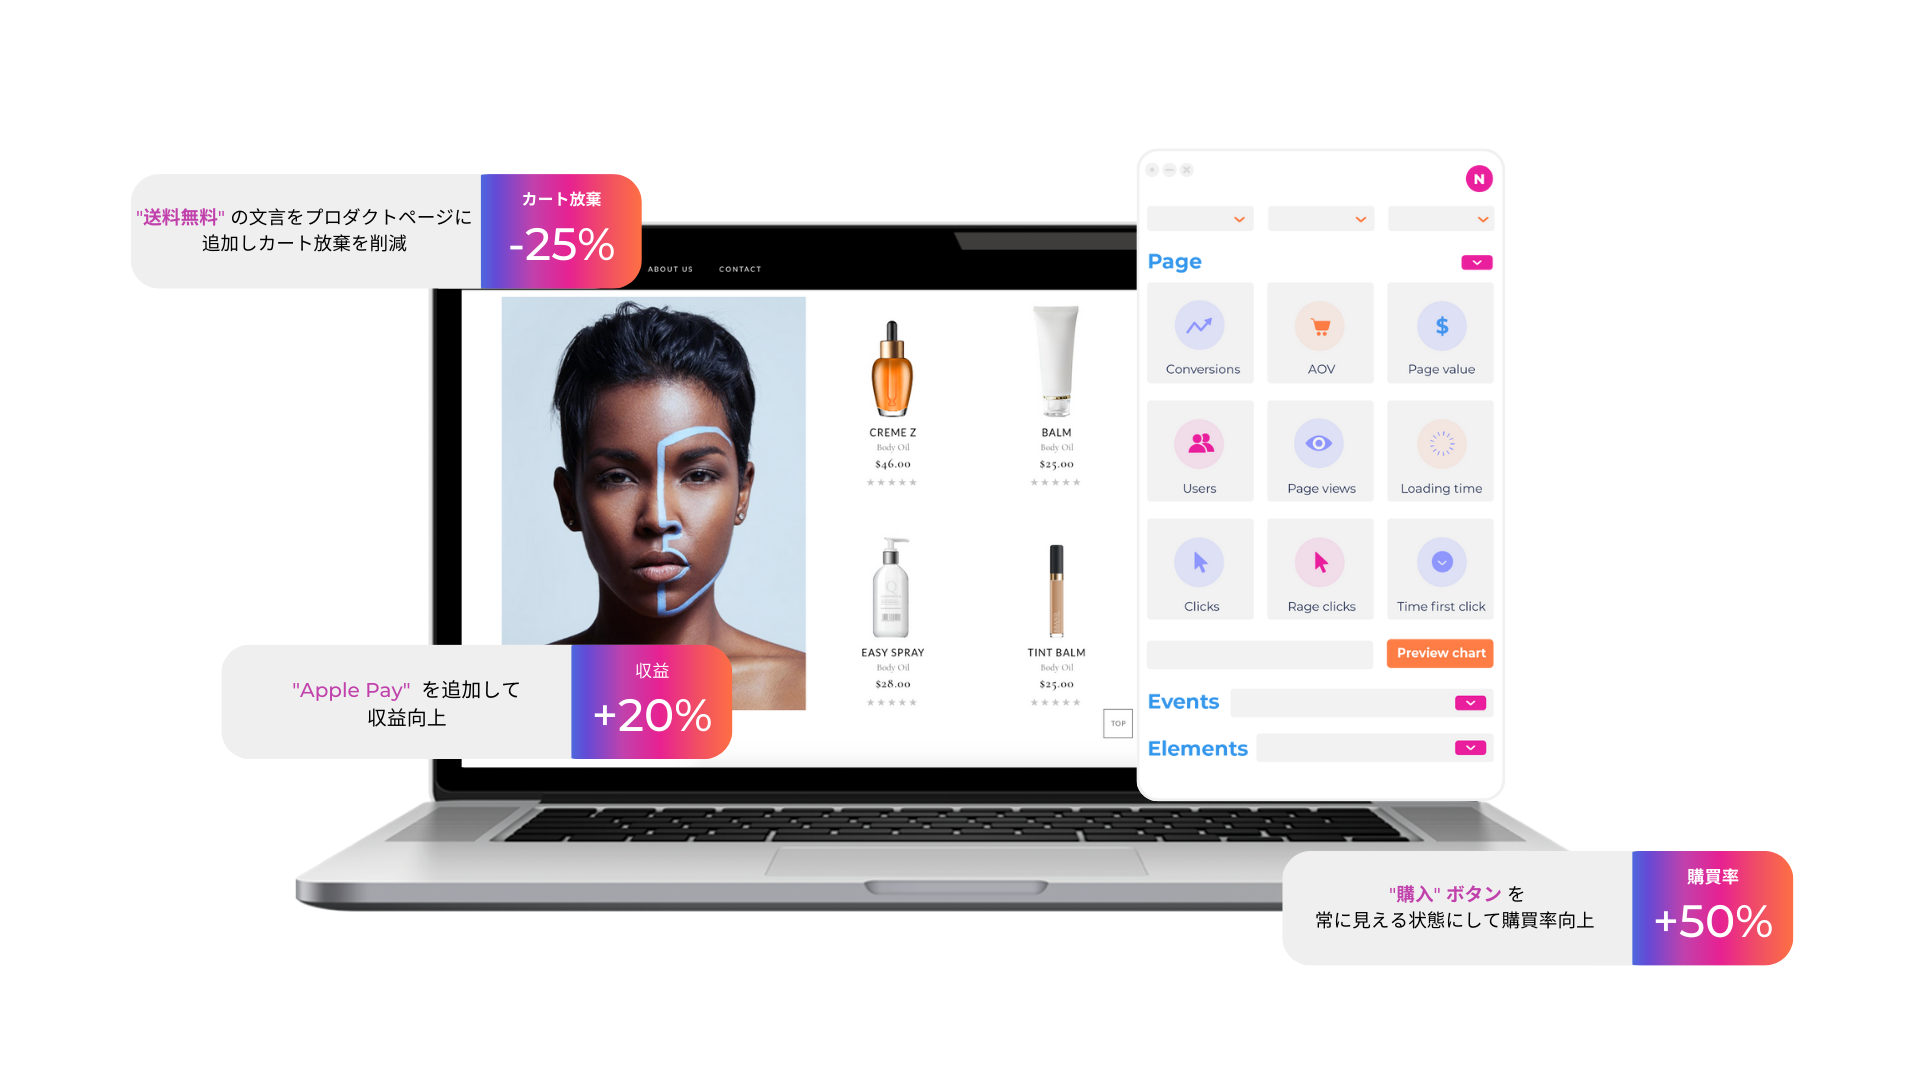 カート放棄
"送料無料" の文言をプロダクトページに
追加しカート放棄を削減
-25%
ABOUT US
CONTACT
CREME Z
Body Oil
$46.00
BALM
Body Oil
$25.00
EASY SPRAY
Body Oil
$28.00
TINT BALM
Body Oil
$25.00
TOP
"Apple Pay" を追加して
収益向上
収益
+20%
N
Page
Conversions
AOV
$
Page value
Users
Page views
Loading time
Clicks
Rage clicks
Time first click
Preview chart
Events
Elements
"購入" ボタン を
常に見える状態にして購買率向上
購買率
+50%